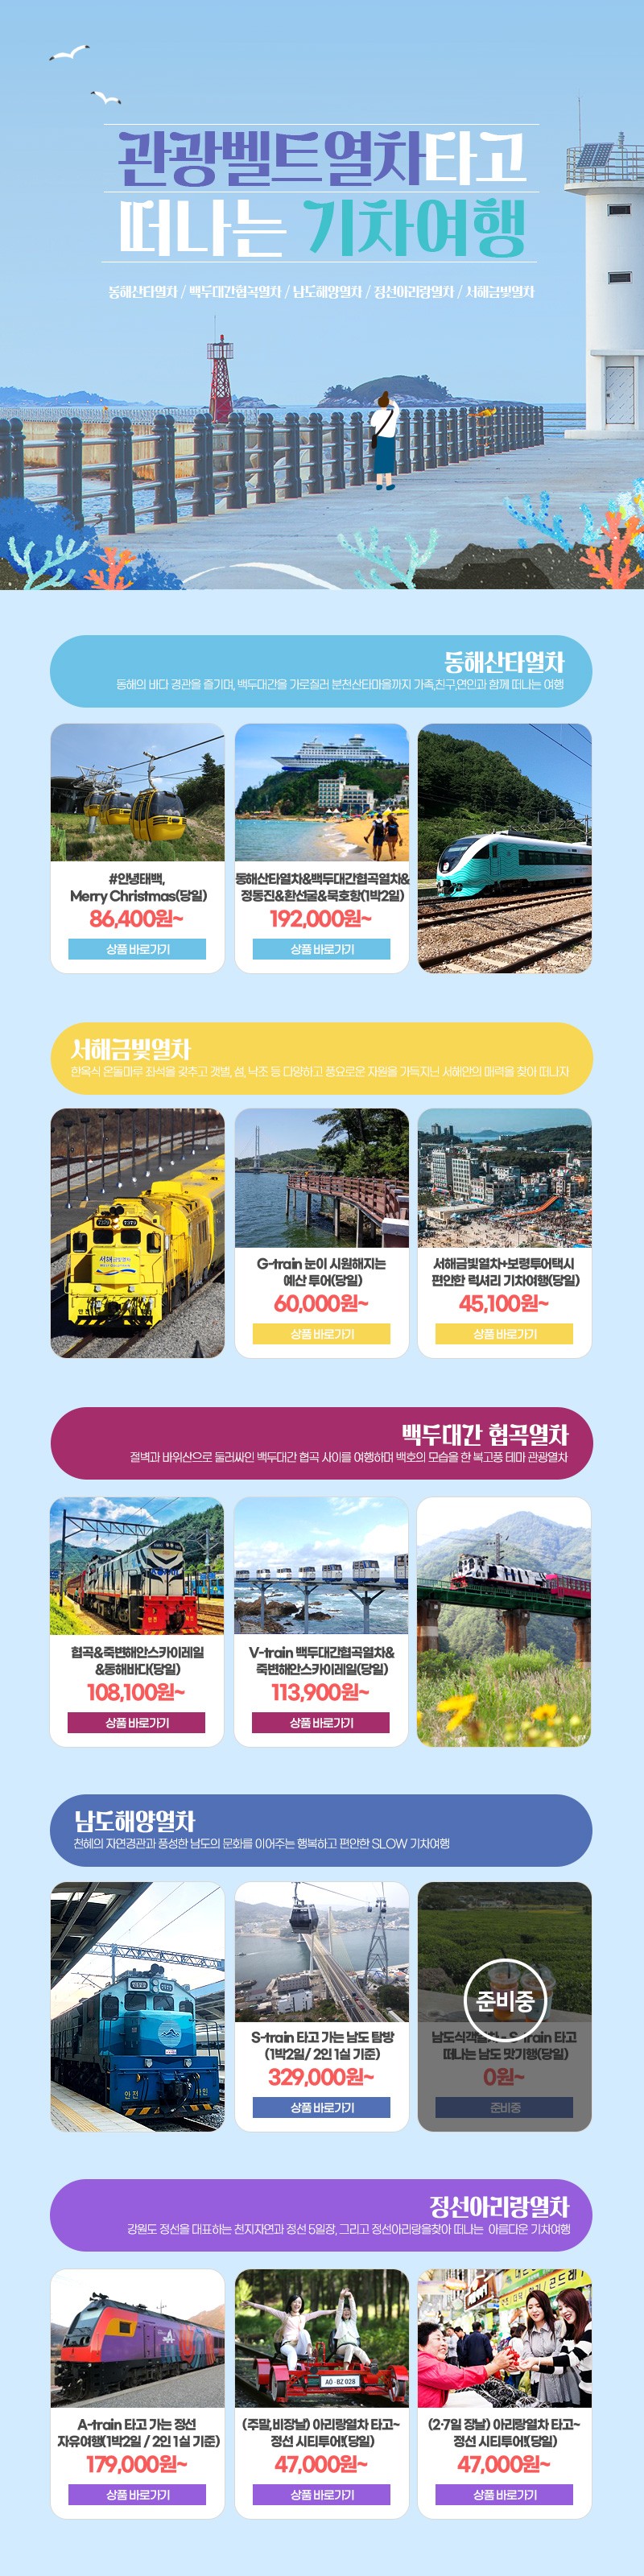 관광벨트열차타고
떠나는 기차여행
동해산타열차 / 백두대간협곡열차 / 남도해양열차 / 정선아리랑열차 / 서해금빛열차
동해산타열차
동해의 바다 경관을 즐기며, 백두대간을 가로질러 분천산타마을까지 가족,친구,연인과 함께 떠나는 여행
#안녕태백,
Merry Christmas(당일)
86,400원~
상품 바로가기
동해산타열차&백두대간협곡열차&
정동진&환선굴&묵호항(1박2일)
192,000원~
상품 바로가기
서해금빛열차
한옥식 온돌마루 좌석을 갖추고 갯벌, 섬, 낙조 등 다양하고 풍요로운 자원을 가득지닌 서해안의 매력을 찾아 떠나자
서해금빛열차
G-train 눈이 시원해지는
예산 투어(당일)
60,000원~
상품 바로가기
서해금빛열차+보령투어택시
편안한 럭셔리 기차여행(당일)
45,100원~
상품 바로가기
백두대간 협곡열차
절벽과 바위산으로 둘러싸인 백두대간 협곡 사이를 여행하며 백호의 모습을 한 복고풍 테마 관광열차
협곡&죽변해안스카이레일
&동해바다(당일)
108,100원~
상품 바로가기
V-train 백두대간협곡열차&
죽변해안스카이레일(당일)
113,900원~
상품 바로가기
남도해양열차
천혜의 자연경관과 풍성한 남도의 문화를 이어주는 행복하고 편안한 SLOW 기차여행
안전
S-train 타고 가는 남도 탐방
(1박2일/ 2인 1실 기준)
329,000원~
상품 바로가기
준비중
남도식객열차 - S-train 타고
떠나는 남도 맛기행(당일)
0원~
준비중
정선아리랑열차
강원도 정선을 대표하는 천지자연과 정선 5일장, 그리고 정선아리랑을찾아 떠나는 아름다운 기차여행
A-train 타고 가는 정선
자유여행(1박2일 / 2인 1실 기준)
179,000원~
상품 바로가기
AO·BZ028
(주말,비장날) 아리랑열차 타고~
정선 시티투어!(당일)
47,000원~
상품 바로가기
(2·7일 장날) 아리랑열차 타고~
정선 시티투어!(당일)
47,000원~
상품 바로가기